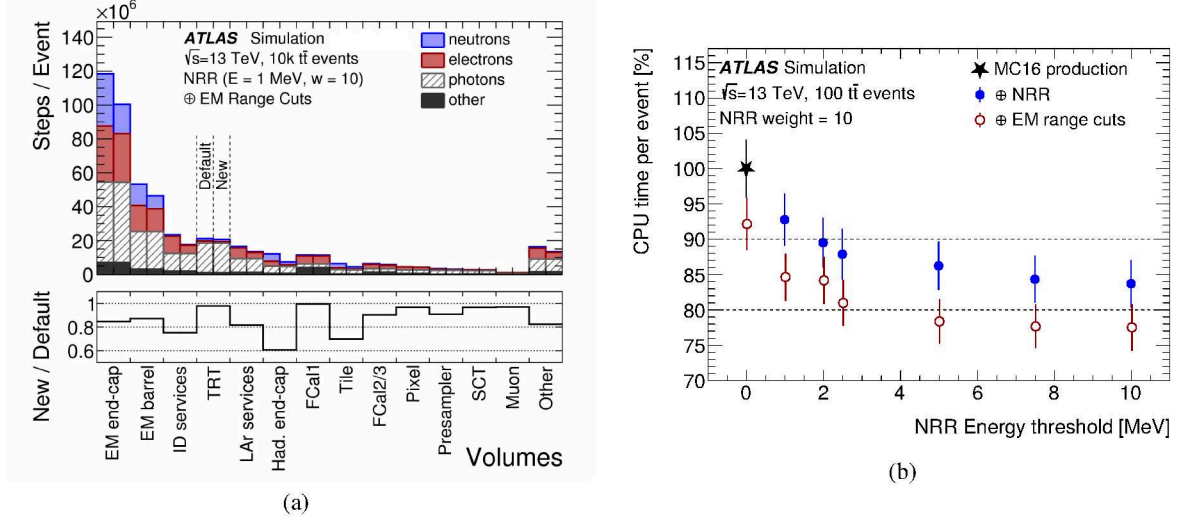 ×10⁶
Steps / Event
140
120
100
80
60
40
20
0
ATLAS Simulation
√s=13 TeV, 10k tt̄ events
NRR (E = 1 MeV, w = 10)
⊕ EM Range Cuts
neutrons
electrons
photons
other
Default
New
New / Default
1
0.8
0.6
EM end-cap
EM barrel
ID services
TRT
LAr services
Had. end-cap
FCal1
Tile
FCal2/3
Pixel
Presampler
SCT
Muon
Other
Volumes
(a)
CPU time per event [%]
115
110
105
100
95
90
85
80
75
70
ATLAS Simulation
√s=13 TeV, 100 tt̄ events
NRR weight = 10
MC16 production
⊕ NRR
⊕ EM range cuts
0 2 4 6 8 10
NRR Energy threshold [MeV]
(b)